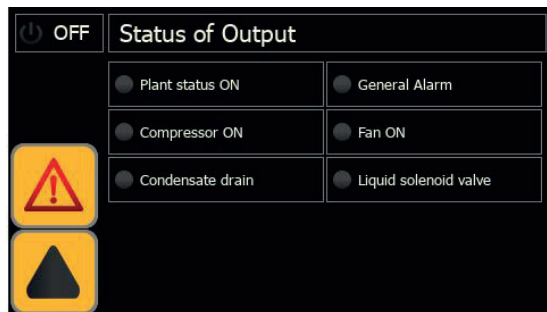 OFF Status of Output
Plant status ON General Alarm
Compressor ON Fan ON
Condensate drain Liquid solenoid valve